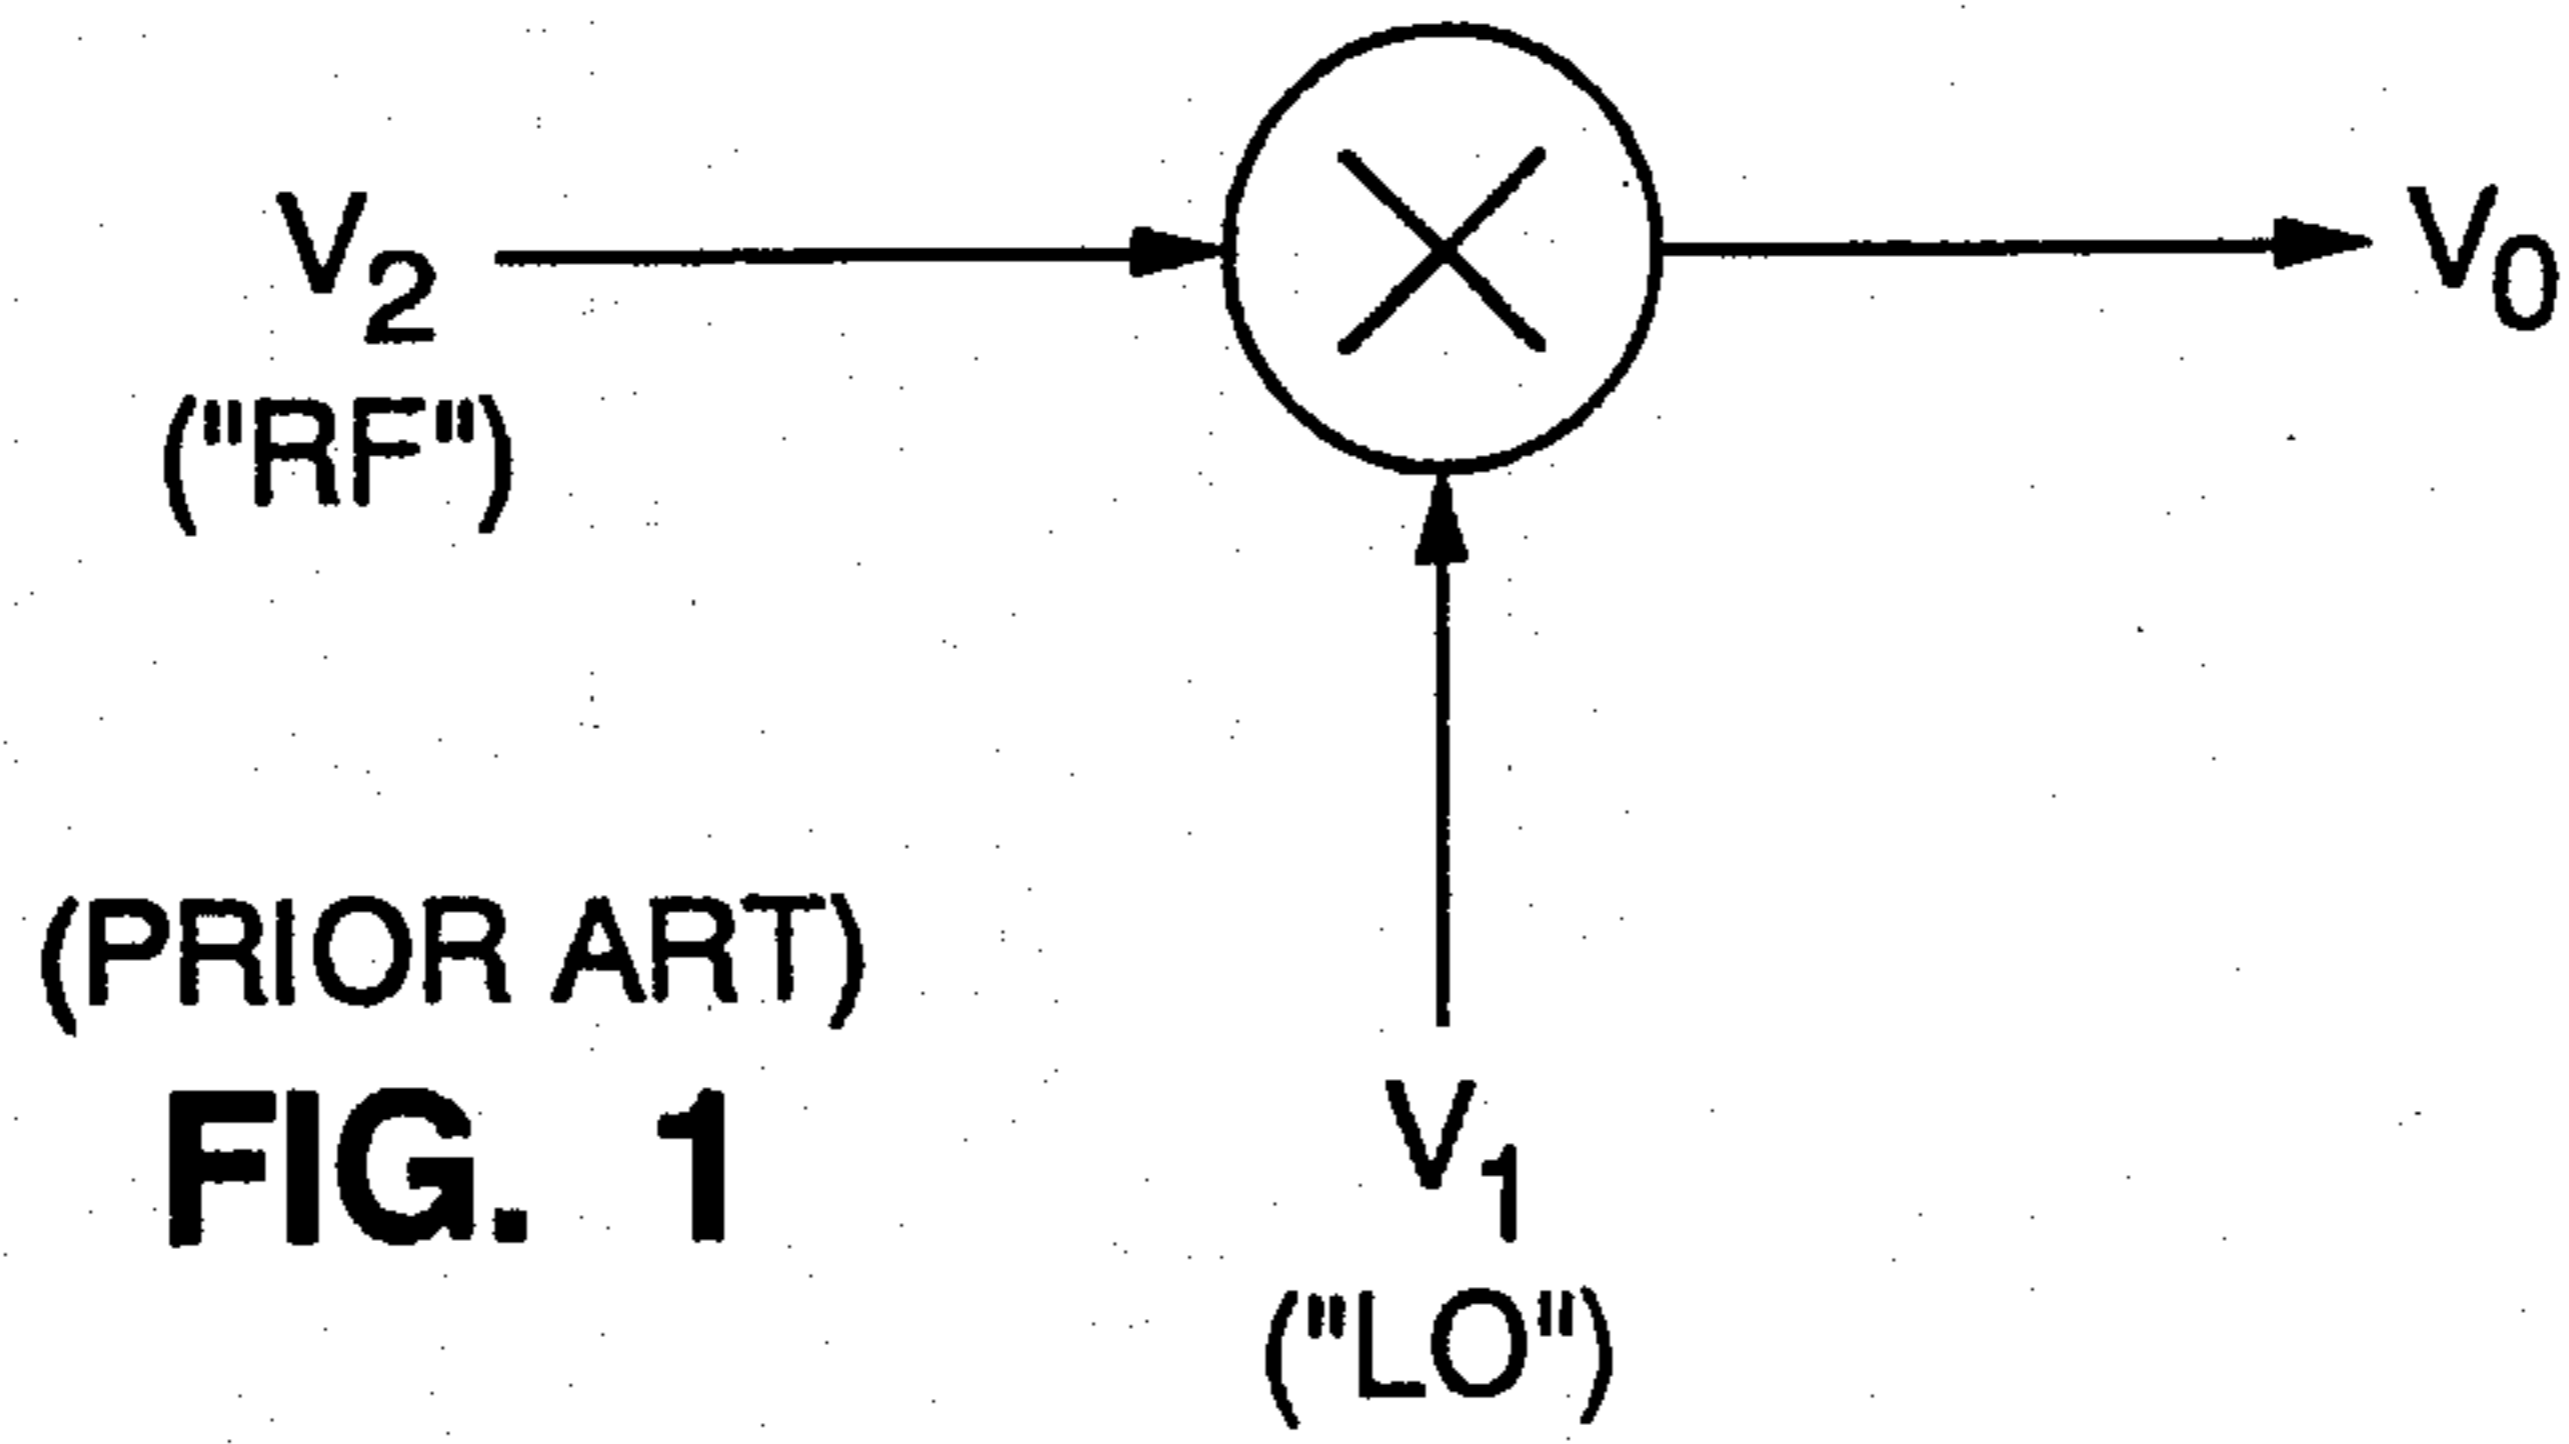 V2
("RF")
V0
(PRIOR ART)
FIG. 1
V1
("LO")